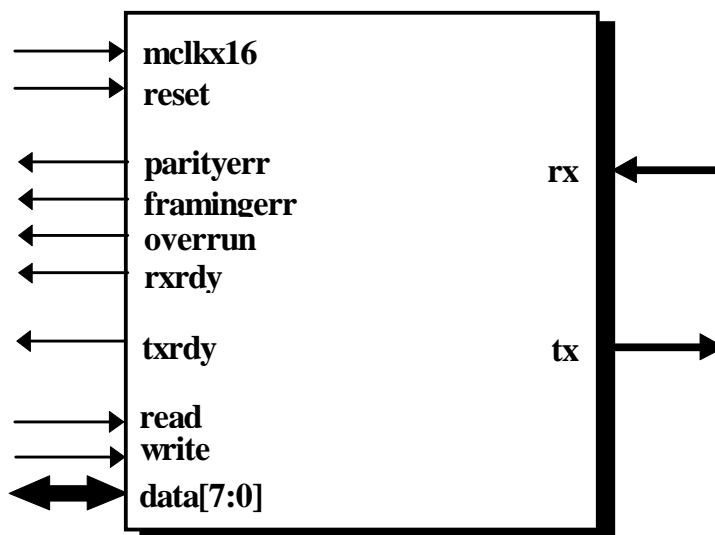 mclkx16
reset
parityerr
rx
framingerr
overrun
rxrdy
txrdy
tx
read
write
data[7:0]